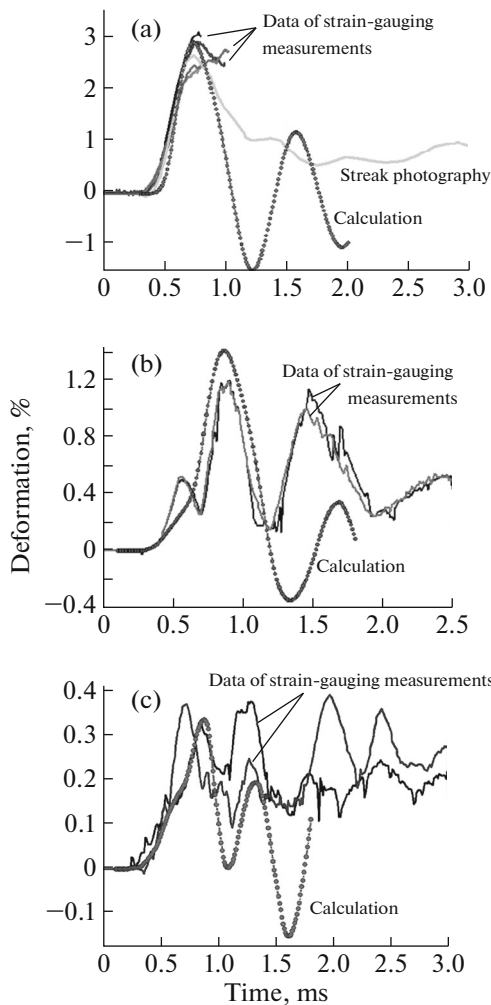 (a)
Data of strain-gauging
measurements
3
2
1
0
−1
Streak photography
Calculation
0 0.5 1.0 1.5 2.0 2.5 3.0
(b)
Data of strain-gauging
measurements
1.2
0.8
0.4
0
−0.4
Calculation
0 0.5 1.0 1.5 2.0 2.5
Deformation, %
(c)
Data of strain-gauging measurements
0.4
0.3
0.2
0.1
0
−0.1
Calculation
0 0.5 1.0 1.5 2.0 2.5 3.0
Time, ms